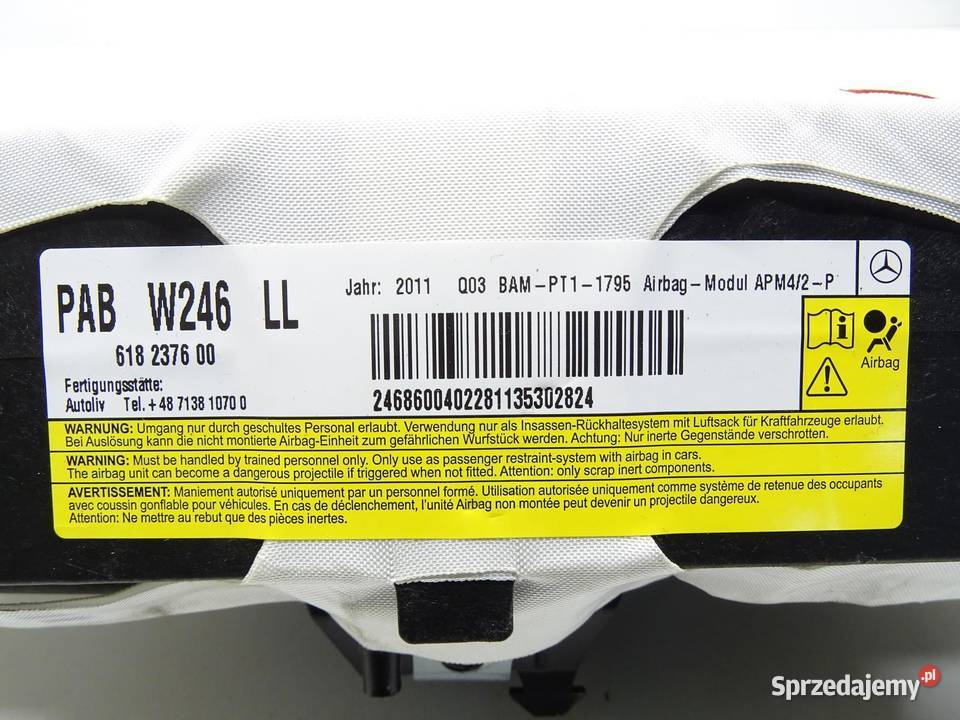 PAB W246 LL
618 2376 00
Fertigungsstätte:
Autoliv Tel.+48 7138 1070 0
Jahr: 2011 Q03 BAM-PT1-1795 Airbag-Modul APM4/2-P
2468600402281135302824
Airbag
WARNUNG: Umgang nur durch geschultes Personal erlaubt. Verwendung nur als Insassen-Rückhaltesystem mit Luftsack für Kraftfahrzeuge erlaubt.
Bei Auslösung kann die nicht montierte Airbag-Einheit zum gefährlichen Wurfstück werden. Achtung: Nur inerte Gegenstände verschrotten.
WARNING: Must be handled by trained personnel only. Only use as passenger restraint-system with airbag in cars.
The airbag unit can become a dangerous projectile if triggered when not fitted. Attention: only scrap inert components.
AVERTISSEMENT: Maniement autorisé uniquement par un personnel formé. Utilisation autorisée uniquement comme système de retenue des occupants
avec coussin gonflable pour véhicules. En cas de déclenchement, l'unité Airbag non montée peut devenir un projectile dangereux.
Attention: Ne mettre au rebut que des pièces inertes.
Sprzedajemy.pl